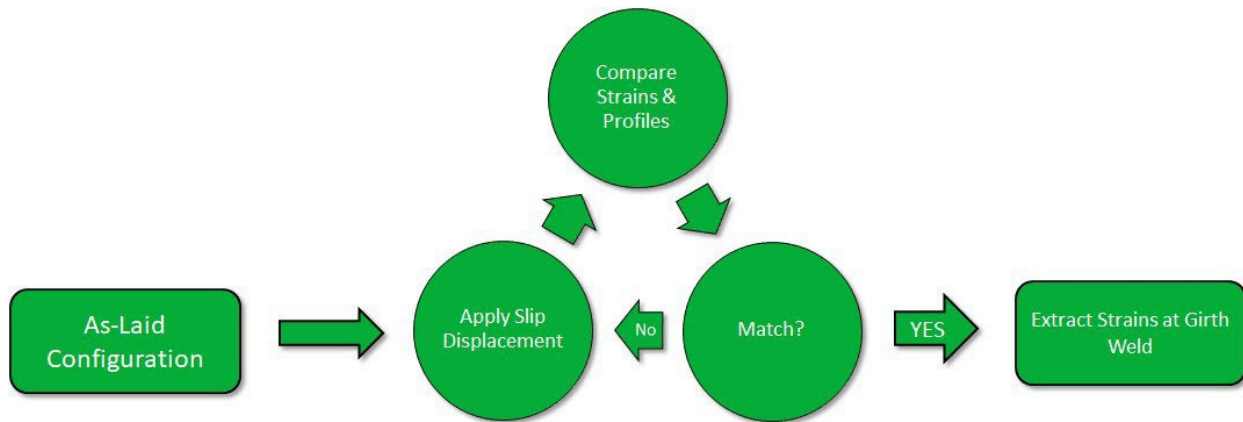 Compare
Strains &
Profiles
As-Laid
Configuration
Apply Slip
Displacement
No
Match?
YES
Extract Strains at Girth
Weld